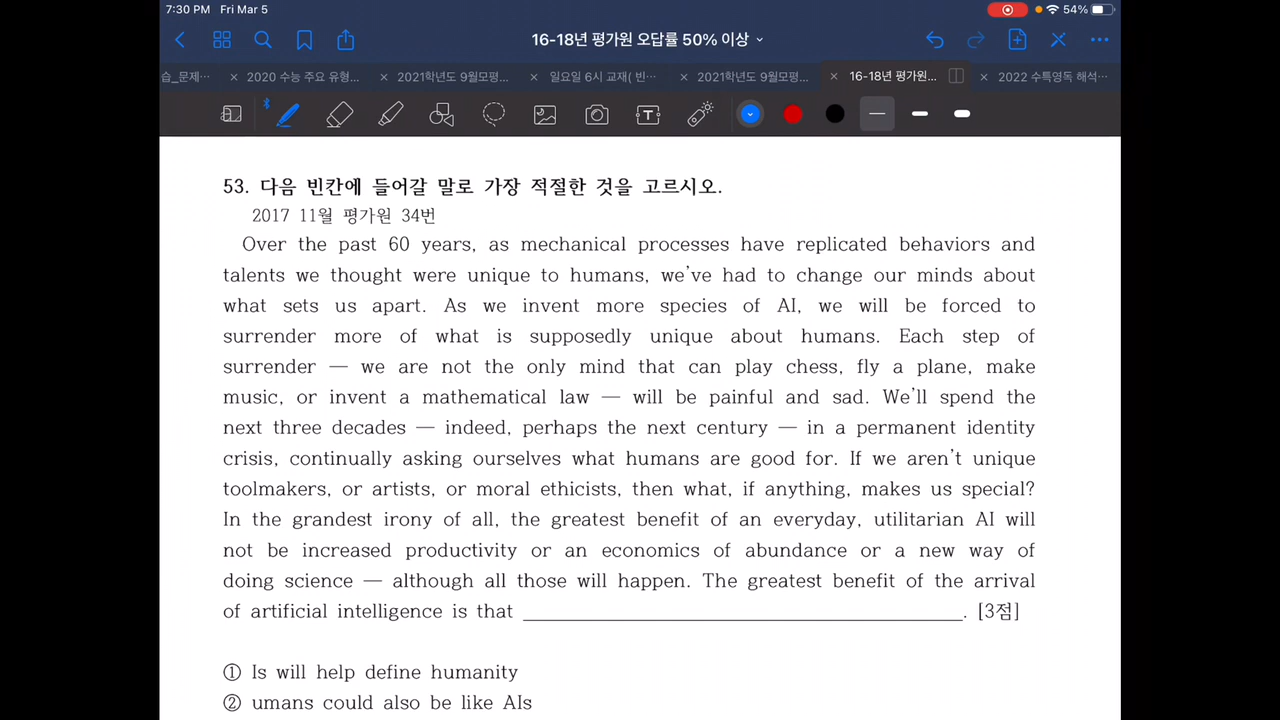 7:30 PM Fri Mar 5
54%
16-18년 평가원 오답률 50% 이상
습_문제…
2020 수능 주요 유형…
2021학년도 9월모평…
일요일 6시 교재( 빈…
2021학년도 9월모평…
16-18년 평가원…
2022 수특영독 해석…
53. 다음 빈칸에 들어갈 말로 가장 적절한 것을 고르시오.
2017 11월 평가원 34번
Over the past 60 years, as mechanical processes have replicated behaviors and
talents we thought were unique to humans, we've had to change our minds about
what sets us apart. As we invent more species of AI, we will be forced to
surrender more of what is supposedly unique about humans. Each step of
surrender — we are not the only mind that can play chess, fly a plane, make
music, or invent a mathematical law — will be painful and sad. We'll spend the
next three decades — indeed, perhaps the next century — in a permanent identity
crisis, continually asking ourselves what humans are good for. If we aren't unique
toolmakers, or artists, or moral ethicists, then what, if anything, makes us special?
In the grandest irony of all, the greatest benefit of an everyday, utilitarian AI will
not be increased productivity or an economics of abundance or a new way of
doing science — although all those will happen. The greatest benefit of the arrival
of artificial intelligence is that ________________________________. [3점]
① Is will help define humanity
② umans could also be like AIs